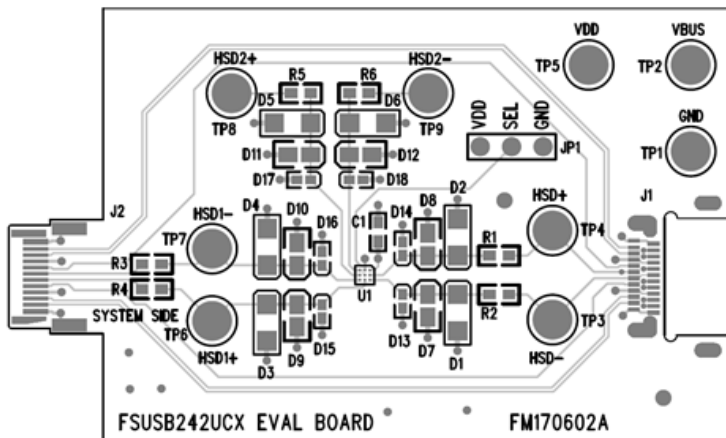 HSD2+
HSD2-
VDD
VBUS
R5
R6
TP5
TP2
D5
D6
TP8
TP9
VDD
SEL
GND
GND
D11
D12
JP1
TP1
D17
D18
J2
HSD1-
D4
D10
D16
C1
D14
D8
D2
HSD+
J1
TP7
R1
TP4
R3
U1
R4
R2
SYSTEM SIDE
TP6
TP3
HSD1+
D15
D13
HSD-
D9
D7
D3
D1
FSUSB242UCX EVAL BOARD
FM170602A